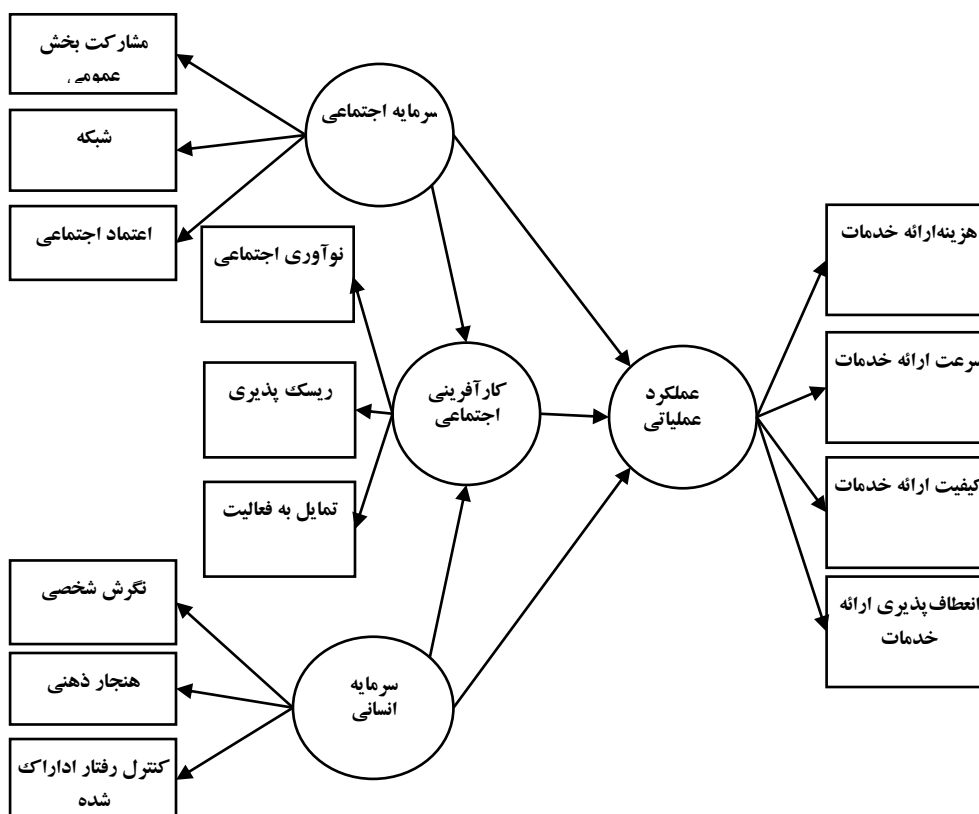 مشارکت بخش
عمومی
شبکه
اعتماد اجتماعی
سرمایه اجتماعی
نوآوری اجتماعی
ریسک پذیری
تمایل به فعالیت
کارآفرینی
اجتماعی
عملکرد
عملیاتی
هزینه‌ارائه خدمات
سرعت ارائه خدمات
کیفیت ارائه خدمات
انعطاف‌پذیری ارائه
خدمات
نگرش شخصی
هنجار ذهنی
کنترل رفتار اداراک
شده
سرمایه
انسانی